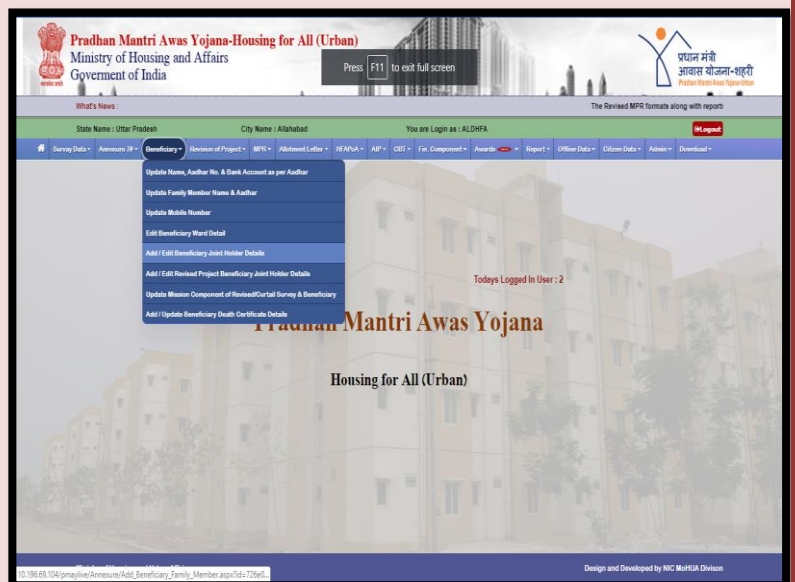 Pradhan Mantri Awas Yojana-Housing for All (Urban)
Ministry of Housing and Affairs
Goverment of India
Press F11 to exit full screen
प्रधान मंत्री
आवास योजना-शहरी
Pradhan Mantri Awas Yojana-Urban
What's News :
The Revised MPR formats along with reports
State Name : Uttar Pradesh
City Name : Allahabad
You are Login as : ALDHFA
Logout
Survay Data
Annexure 7#
Beneficiary
Revision of Project
MPR
Allotment Letter
HFAPoA
AIP
CBT
Fin. Component
Awards
Report
Offline Data
Citizen Data
Admin
Download
Update Name, Aadhar No. & Bank Account as per Aadhar
Update Family Member Name & Aadhar
Update Mobile Number
Edit Beneficiary Ward Detail
Add / Edit Beneficiary Joint Holder Details
Add / Edit Revised Project Beneficiary Joint Holder Details
Update Mission Component of Revised/Curtail Survey & Beneficiary
Add / Update Beneficiary Death Certificate Details
Todays Logged In User : 2
Pradhan Mantri Awas Yojana
Housing for All (Urban)
10.196.69.104/pmaylive/Annexure/Add_Beneficiary_Family_Member.aspx?id=726e0...
Design and Developed by NIC MoHUA Divison